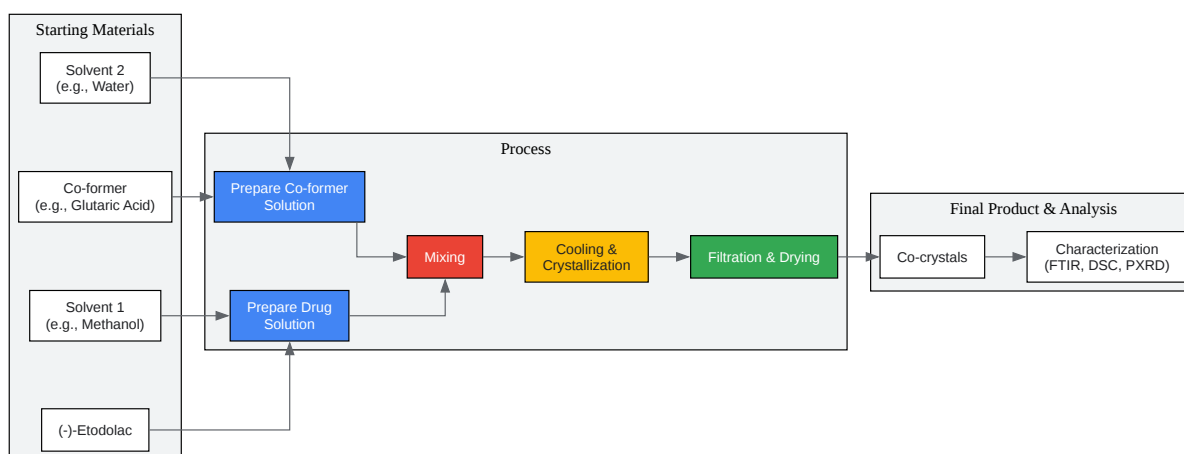 Starting Materials
Solvent 2
(e.g., Water)
Co-former
(e.g., Glutaric Acid)
Solvent 1
(e.g., Methanol)
(-)-Etodolac
Process
Prepare Co-former
Solution
Prepare Drug
Solution
Mixing
Cooling &
Crystallization
Filtration & Drying
Final Product & Analysis
Co-crystals
Characterization
(FTIR, DSC, PXRD)